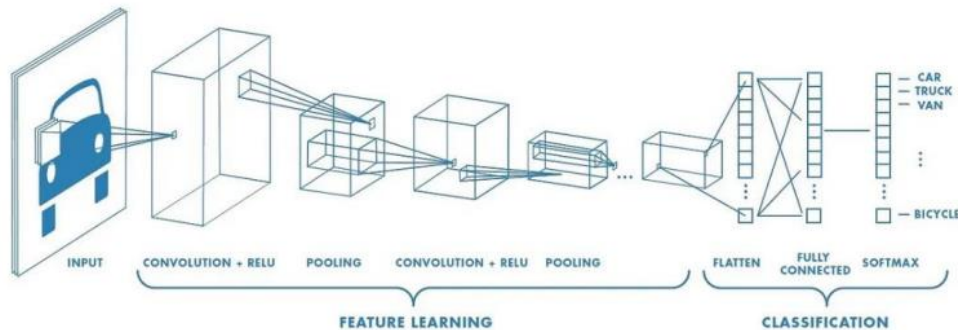 CAR
TRUCK
VAN
BICYCLE
INPUT
CONVOLUTION + RELU
POOLING
CONVOLUTION + RELU
POOLING
FLATTEN
FULLY
CONNECTED
SOFTMAX
FEATURE LEARNING
CLASSIFICATION